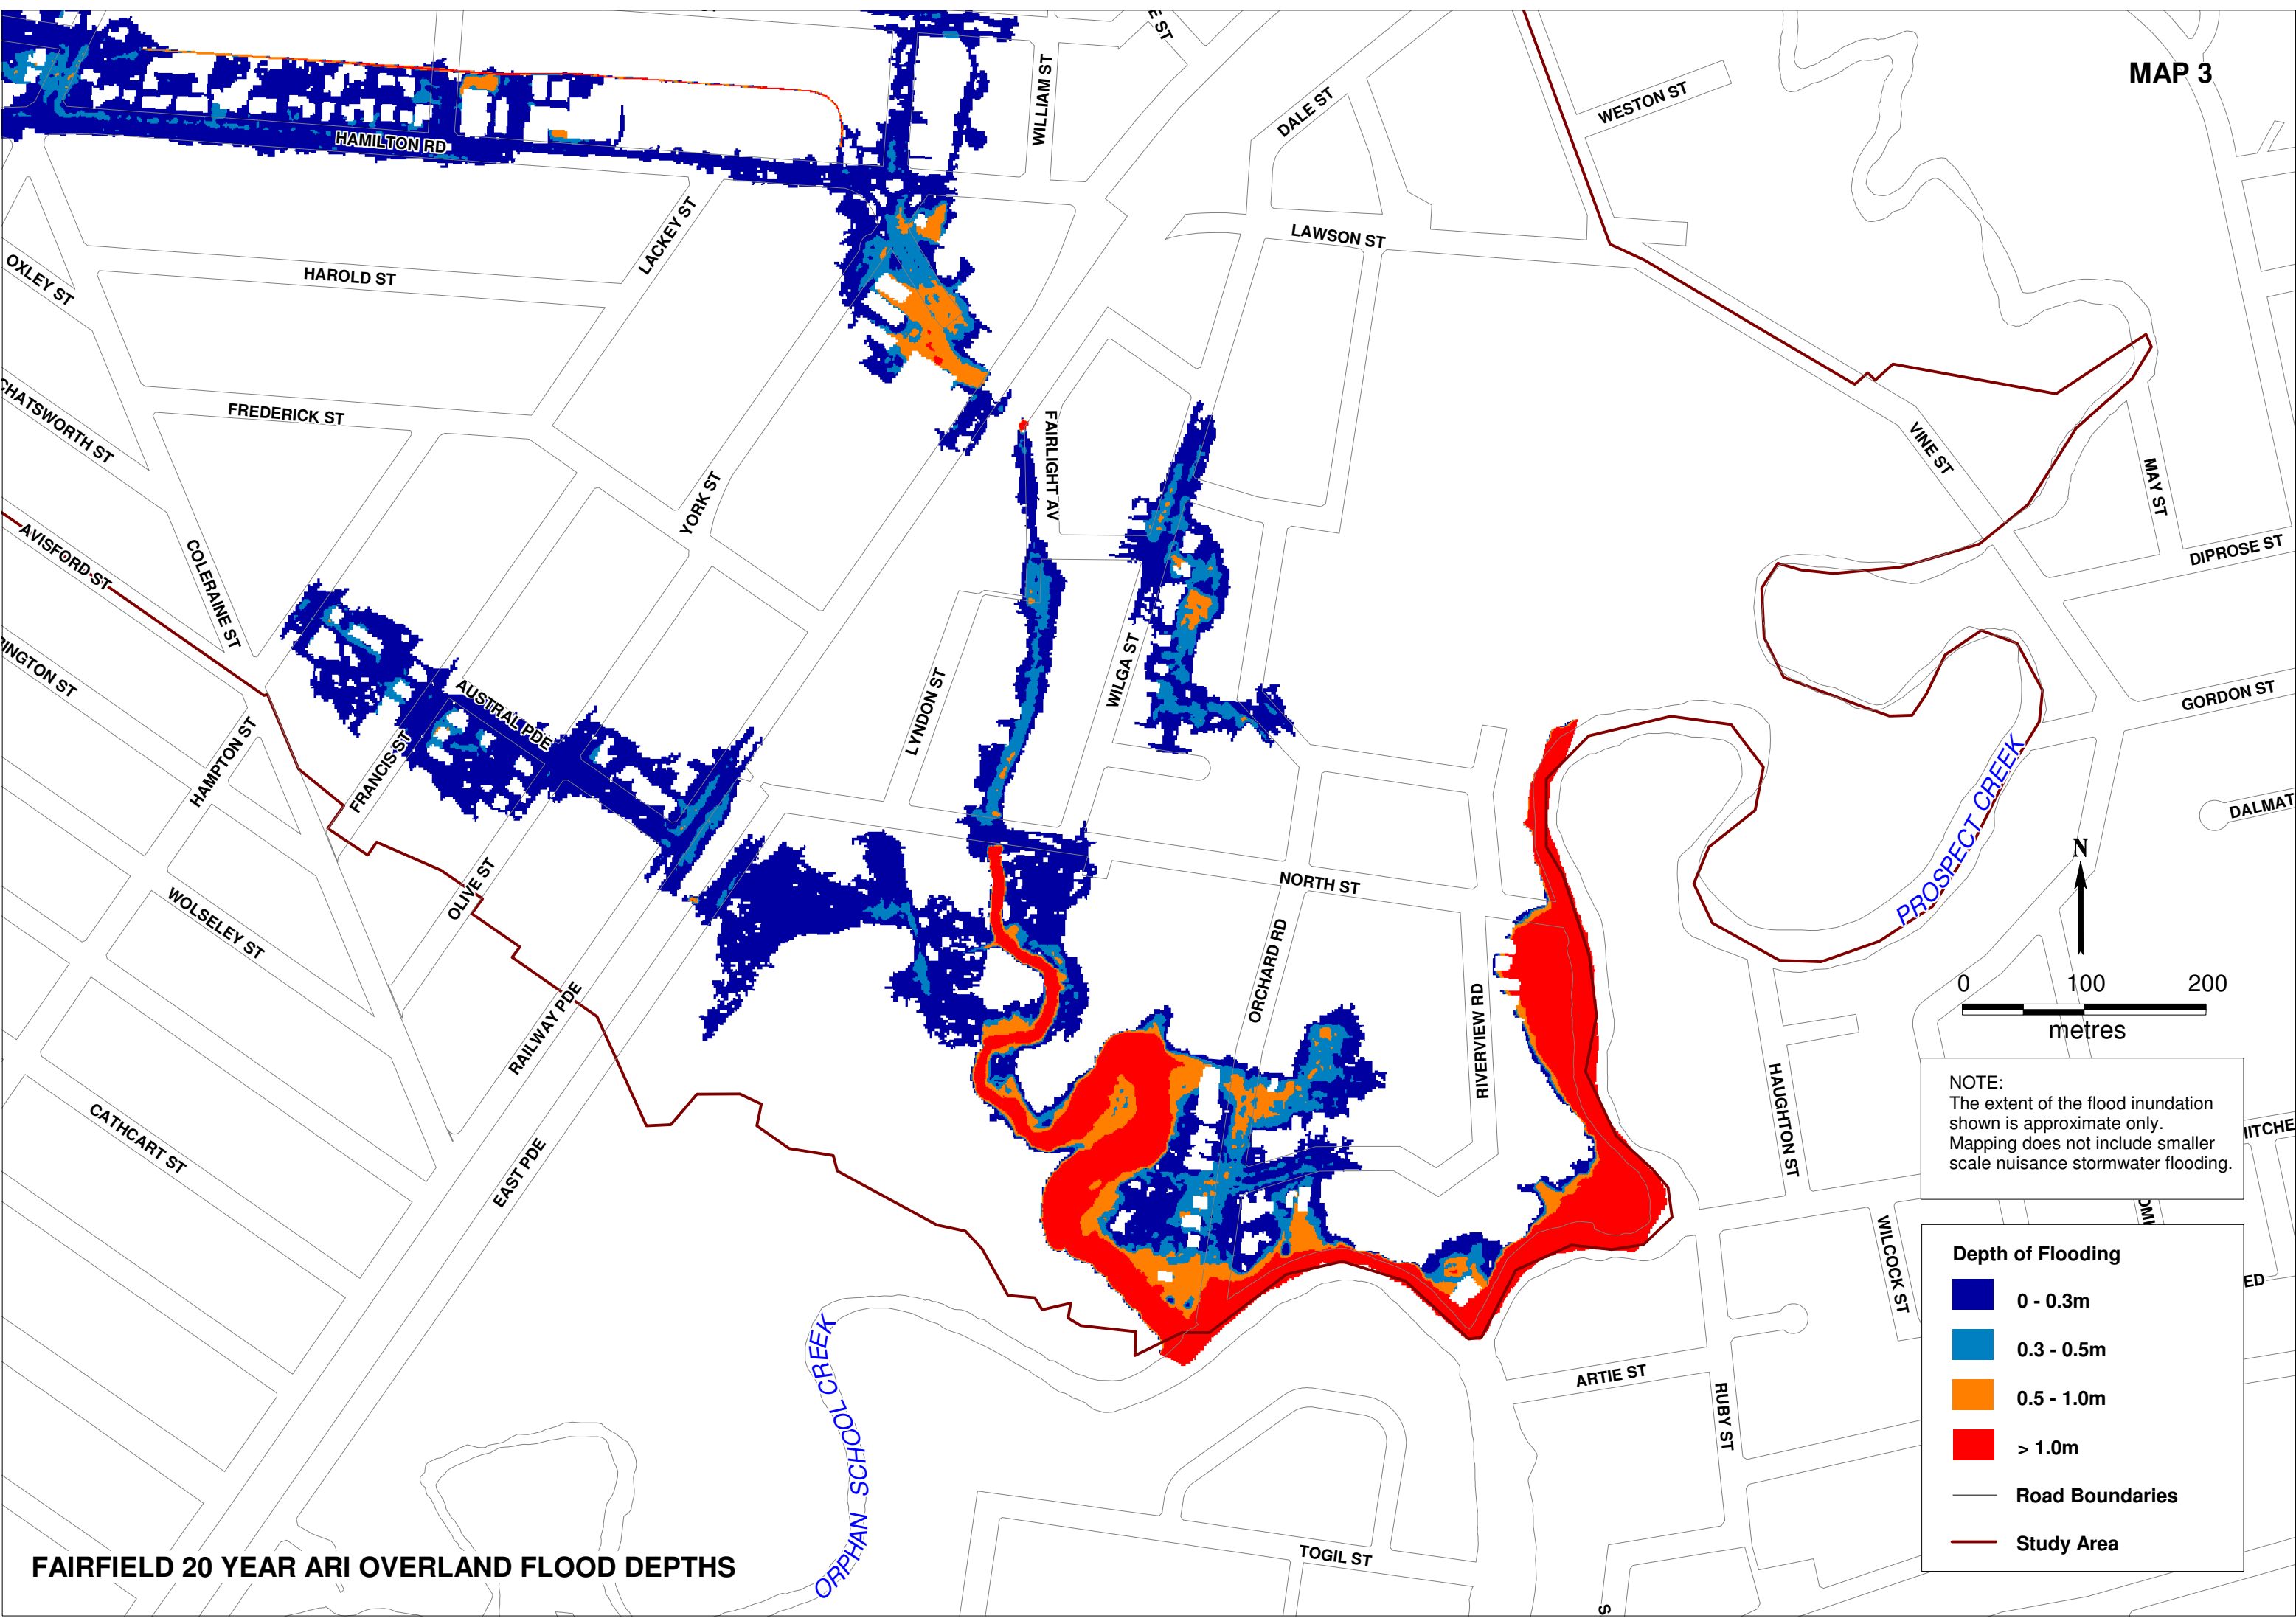 MAP 3
WILLIAM ST
E ST
DALE ST
WESTON ST
HAMILTON RD
LACKEY ST
LAWSON ST
OXLEY ST
HAROLD ST
CHATSWORTH ST
FREDERICK ST
FAIRLIGHT AV
VINE ST
MAY ST
YORK ST
DIPROSE ST
AVISFORD ST
COLERAINE ST
INGTON ST
AUSTRAL PDE
WILGA ST
LYNDON ST
GORDON ST
HAMPTON ST
FRANCIS ST
PROSPECT CREEK
DALMAT
N
OLIVE ST
NORTH ST
WOLSELEY ST
ORCHARD RD
RIVERVIEW RD
0 100 200
metres
RAILWAY PDE
HAUGHTON ST
NOTE:
The extent of the flood inundation
shown is approximate only.
Mapping does not include smaller
scale nuisance stormwater flooding.
ITCHE
CATHCART ST
EAST PDE
WILCOCK ST
ED
Depth of Flooding
0 - 0.3m
0.3 - 0.5m
0.5 - 1.0m
> 1.0m
Road Boundaries
Study Area
ORPHAN SCHOOL CREEK
ARTIE ST
RUBY ST
TOGIL ST
S
FAIRFIELD 20 YEAR ARI OVERLAND FLOOD DEPTHS